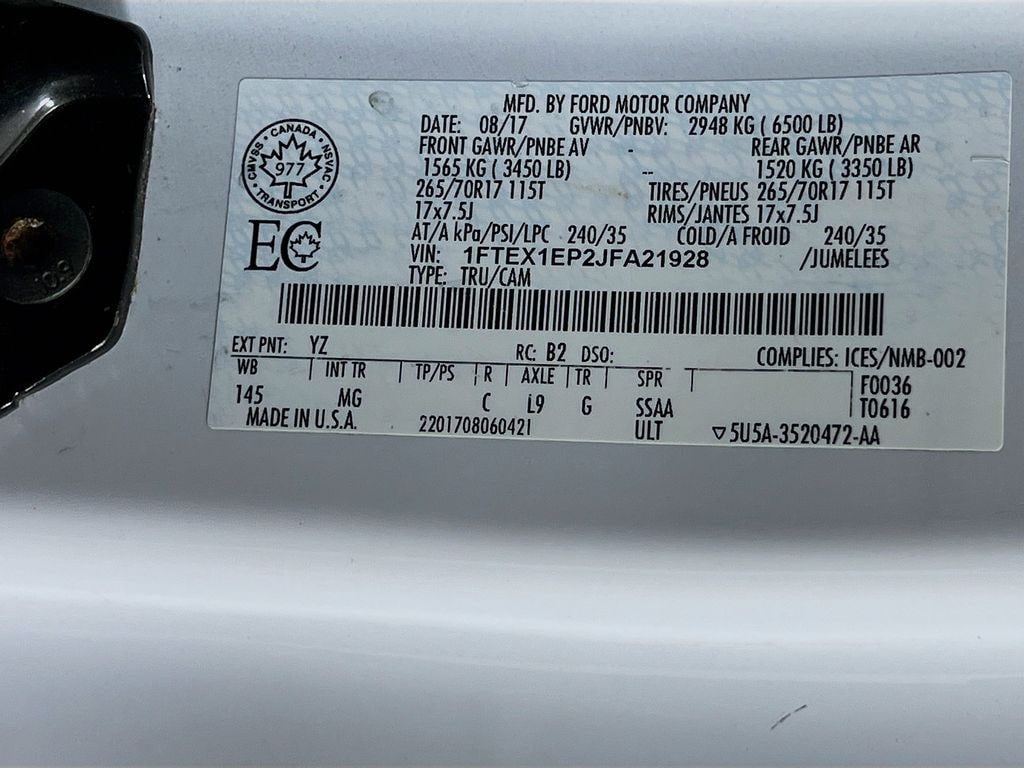 MFD. BY FORD MOTOR COMPANY
DATE: 08/17 GVWR/PNBV: 2948 KG ( 6500 LB)
FRONT GAWR/PNBE AV - REAR GAWR/PNBE AR
1565 KG ( 3450 LB) -- 1520 KG ( 3350 LB)
265/70R17 115T TIRES/PNEUS 265/70R17 115T
17x7.5J RIMS/JANTES 17x7.5J
AT/A kPa/PSI/LPC 240/35 COLD/A FROID 240/35
VIN: 1FTEX1EP2JFA21928 /JUMELEES
TYPE: TRU/CAM
CANADA
CMVSS • NSVAC
977
TRANSPORT
EC
EXT PNT: YZ RC: B2 DSO: COMPLIES: ICES/NMB-002
WB INT TR TP/PS R AXLE TR SPR F0036
145 MG C L9 G SSAA T0616
MADE IN U.S.A. 2201708060421 ULT ▽5U5A-3520472-AA